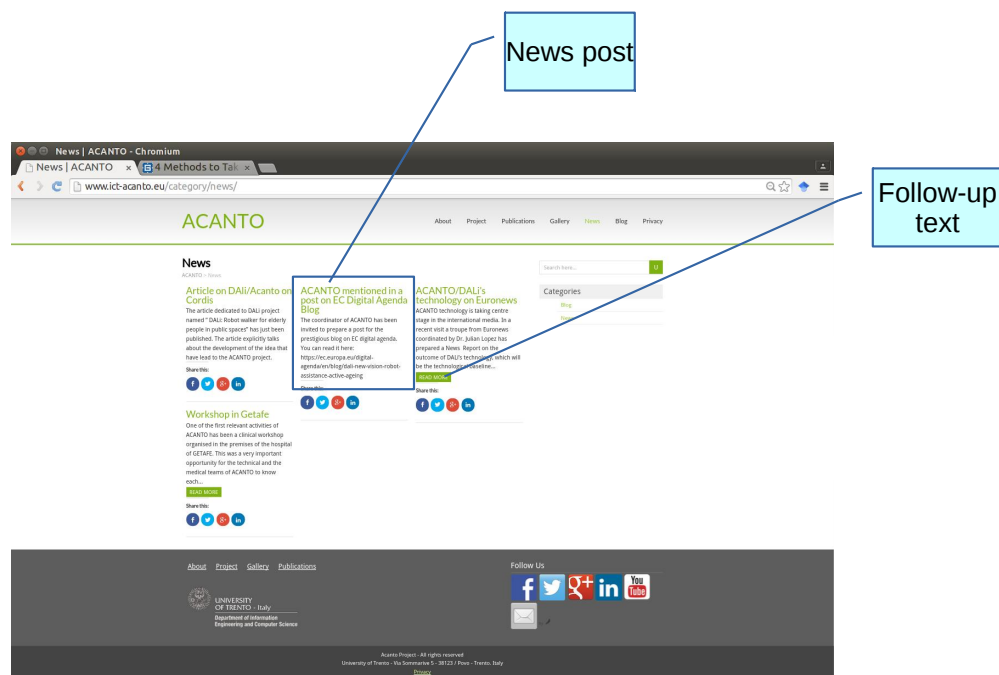 News post
Follow-up
text
News | ACANTO - Chromium
News | ACANTO ×
4 Methods to Tak ×
www.ict-acanto.eu/category/news/
ACANTO
About Project Publications Gallery News Blog Privacy
News
ACANTO > News
Article on DALi/Acanto on
Cordis
The article dedicated to DALi project
named " DALi: Robot walker for elderly
people in public spaces" has just been
published. The article explicitly talks
about the development of the idea that
have lead to the ACANTO project.
Share this:
ACANTO mentioned in a
post on EC Digital Agenda
Blog
The coordinator of ACANTO has been
invited to prepare a post for the
prestigious blog on EC digital agenda.
You can read it here:
https://ec.europa.eu/digital-
agenda/en/blog/dali-new-vision-robot-
assistance-active-ageing
Share this:
ACANTO/DALi's
technology on Euronews
ACANTO technology is taking centre
stage in the international media. In a
recent visit a troupe from Euronews
coordinated by Dr. Julian Lopez has
prepared a News Report on the
outcome of DALi's technology, which will
be the technological baseline...
READ MORE
Share this:
Workshop in Getafe
One of the first relevant activities of
ACANTO has been a clinical workshop
organised in the premises of the hospital
of GETAFE. This was a very important
opportunity for the technical and the
medical teams of ACANTO to know
each...
READ MORE
Share this:
Search here...
U
Categories
Blog
News
About Project Gallery Publications
UNIVERSITY
OF TRENTO - Italy
Department of Information
Engineering and Computer Science
Follow Us
You
Tube
Acanto Project - All rights reserved
University of Trento - Via Sommarive 5 - 38123 / Povo - Trento. Italy
Privacy